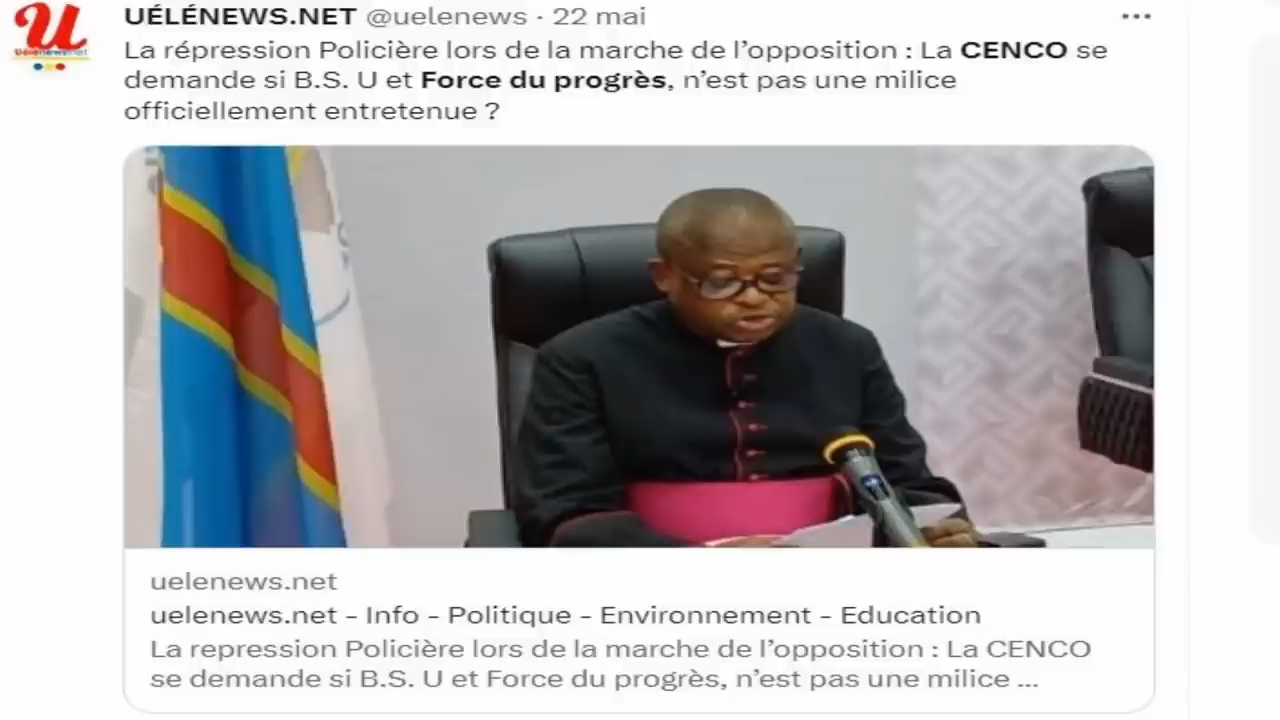 UÉLÉNEWS.NET @uelenews · 22 mai
La répression Policière lors de la marche de l’opposition : La CENCO se
demande si B.S. U et Force du progrès, n’est pas une milice
officiellement entretenue ?
uelenews.net
uelenews.net - Info - Politique - Environnement - Education
La repression Policière lors de la marche de l’opposition : La CENCO
se demande si B.S. U et Force du progrès, n’est pas une milice ...